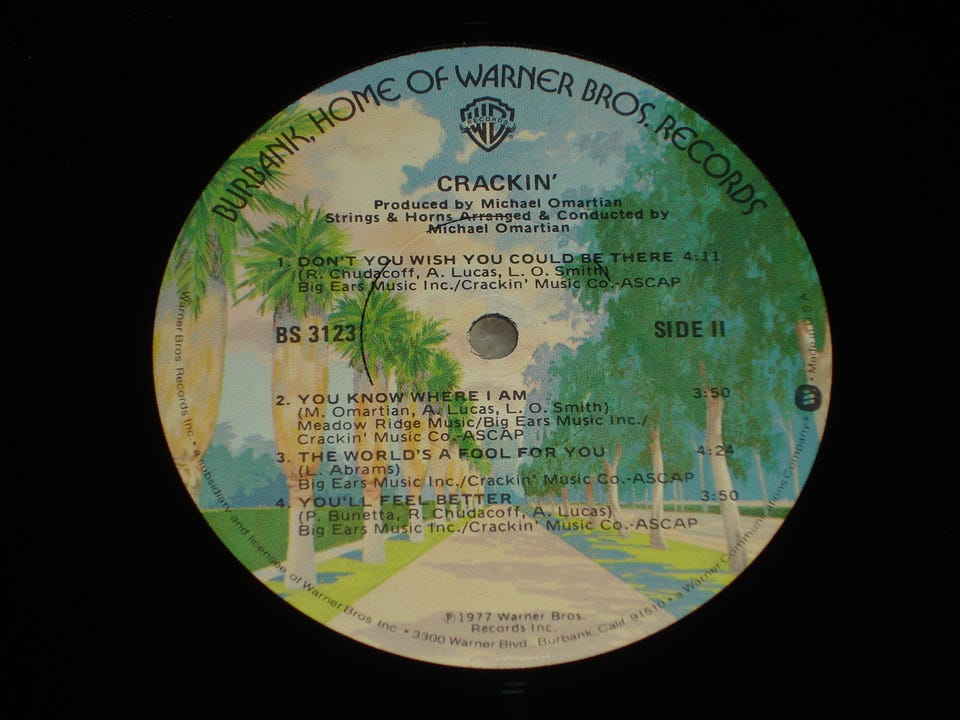 BURBANK, HOME OF WARNER BROS. RECORDS
WB
RECORDS
CRACKIN'
Produced by Michael Omartian
Strings & Horns Arranged & Conducted by
Michael Omartian
1. DON'T YOU WISH YOU COULD BE THERE 4:11
(R. Chudacoff, A. Lucas, L. O. Smith)
Big Ears Music Inc./Crackin' Music Co.-ASCAP
BS 3123
SIDE II
2. YOU KNOW WHERE I AM 3:50
(M. Omartian, A. Lucas, L. O. Smith)
Meadow Ridge Music/Big Ears Music Inc./
Crackin' Music Co.-ASCAP
3. THE WORLD'S A FOOL FOR YOU 4:24
(L. Abrams)
Big Ears Music Inc./Crackin' Music Co.-ASCAP
4. YOU'LL FEEL BETTER 3:50
(P. Bunetta, R. Chudacoff, A. Lucas)
Big Ears Music Inc./Crackin' Music Co.-ASCAP
℗1977 Warner Bros.
Records Inc.
Warner Bros. Records Inc. • a subsidiary and licensee of Warner Bros. Inc. • 3300 Warner Blvd., Burbank, Calif. 91510 • a Warner Communications Company • Made in U S A